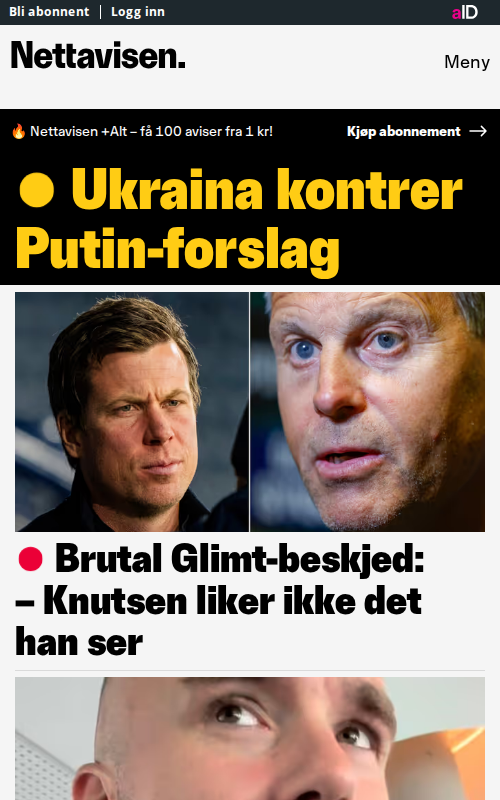 Bli abonnent | Logg inn
aID
Nettavisen.
Meny
🔥 Nettavisen +Alt – få 100 aviser fra 1 kr!
Kjøp abonnement →
Ukraina kontrer
Putin-forslag
Brutal Glimt-beskjed:
– Knutsen liker ikke det
han ser